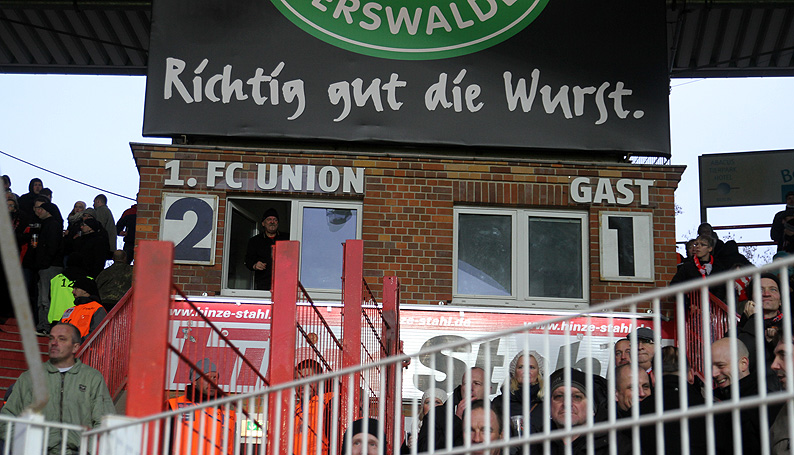 ERSWALDE
Richtig gut die Wurst.
1. FC UNION
GAST
2
1
www.hinze-stahl.de
www.hinze-stahl.de